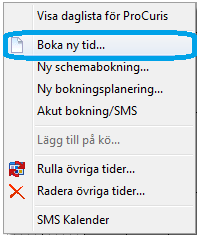 Visa daglista för ProCuris
Boka ny tid...
Ny schemabokning...
Ny bokningsplanering...
Akut bokning/SMS
Lägg till på kö...
Rulla övriga tider...
Radera övriga tider...
SMS Kalender